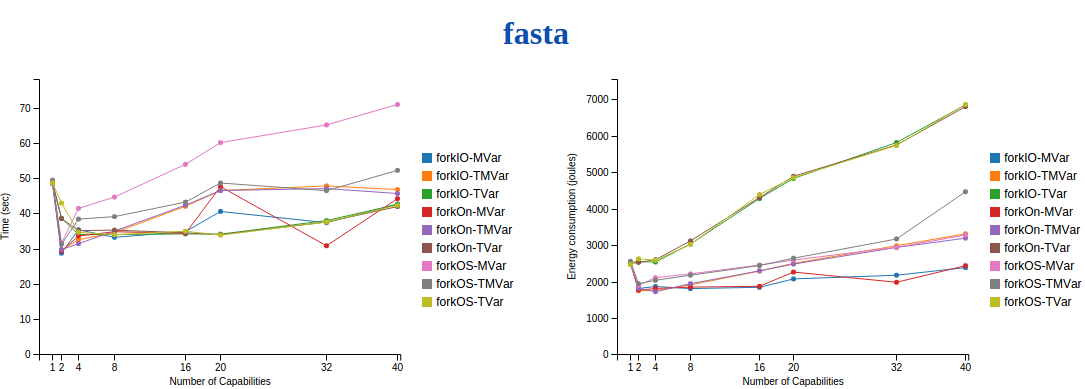 fasta
Time (sec)
70
60
50
40
30
20
10
0
1 2 4 8 16 20 32 40
Number of Capabilities
forkIO-MVar
forkIO-TMVar
forkIO-TVar
forkOn-MVar
forkOn-TMVar
forkOn-TVar
forkOS-MVar
forkOS-TMVar
forkOS-TVar
Energy consumption (joules)
7000
6000
5000
4000
3000
2000
1000
0
1 2 4 8 16 20 32 40
Number of Capabilities
forkIO-MVar
forkIO-TMVar
forkIO-TVar
forkOn-MVar
forkOn-TMVar
forkOn-TVar
forkOS-MVar
forkOS-TMVar
forkOS-TVar